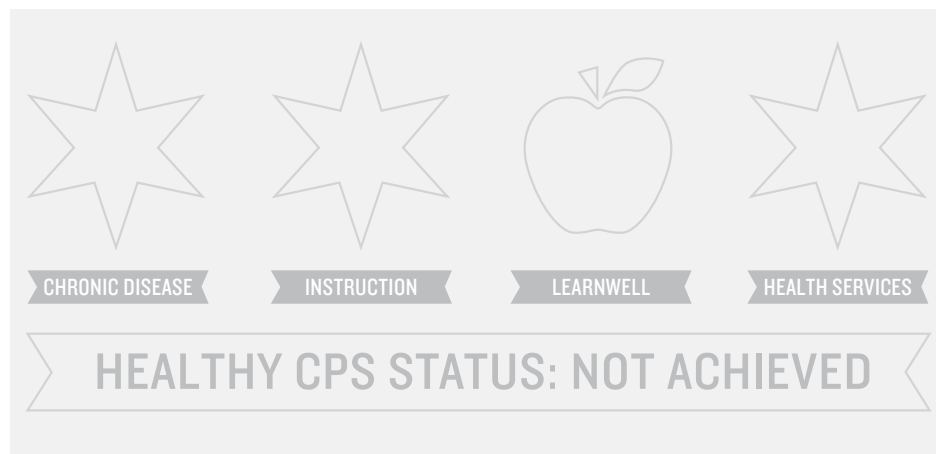 CHRONIC DISEASE
INSTRUCTION
LEARNWELL
HEALTH SERVICES
HEALTHY CPS STATUS: NOT ACHIEVED